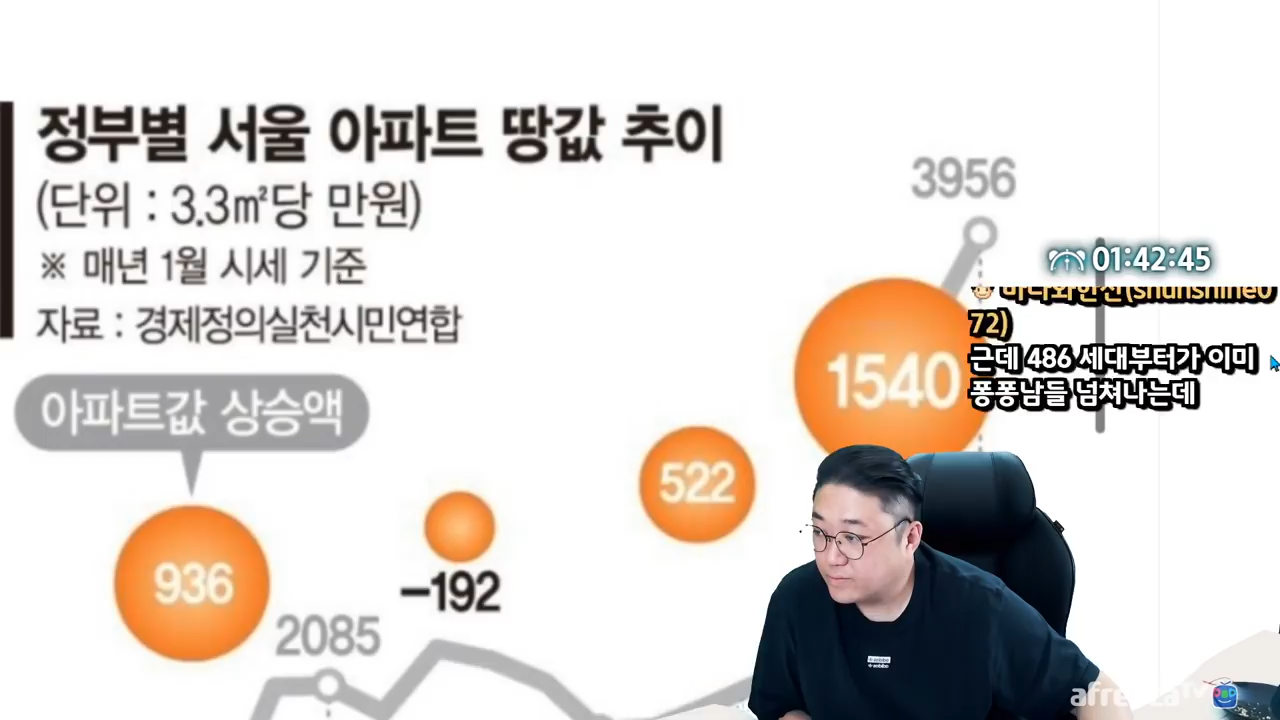 정부별 서울 아파트 땅값 추이
(단위 : 3.3㎡당 만원)
※ 매년 1월 시세 기준
자료 : 경제정의실천시민연합
아파트값 상승액
936
2085
-192
522
1540
3956
01:42:45
72)
근데 486 세대부터가 이미
퐁퐁남들 넘쳐나는데